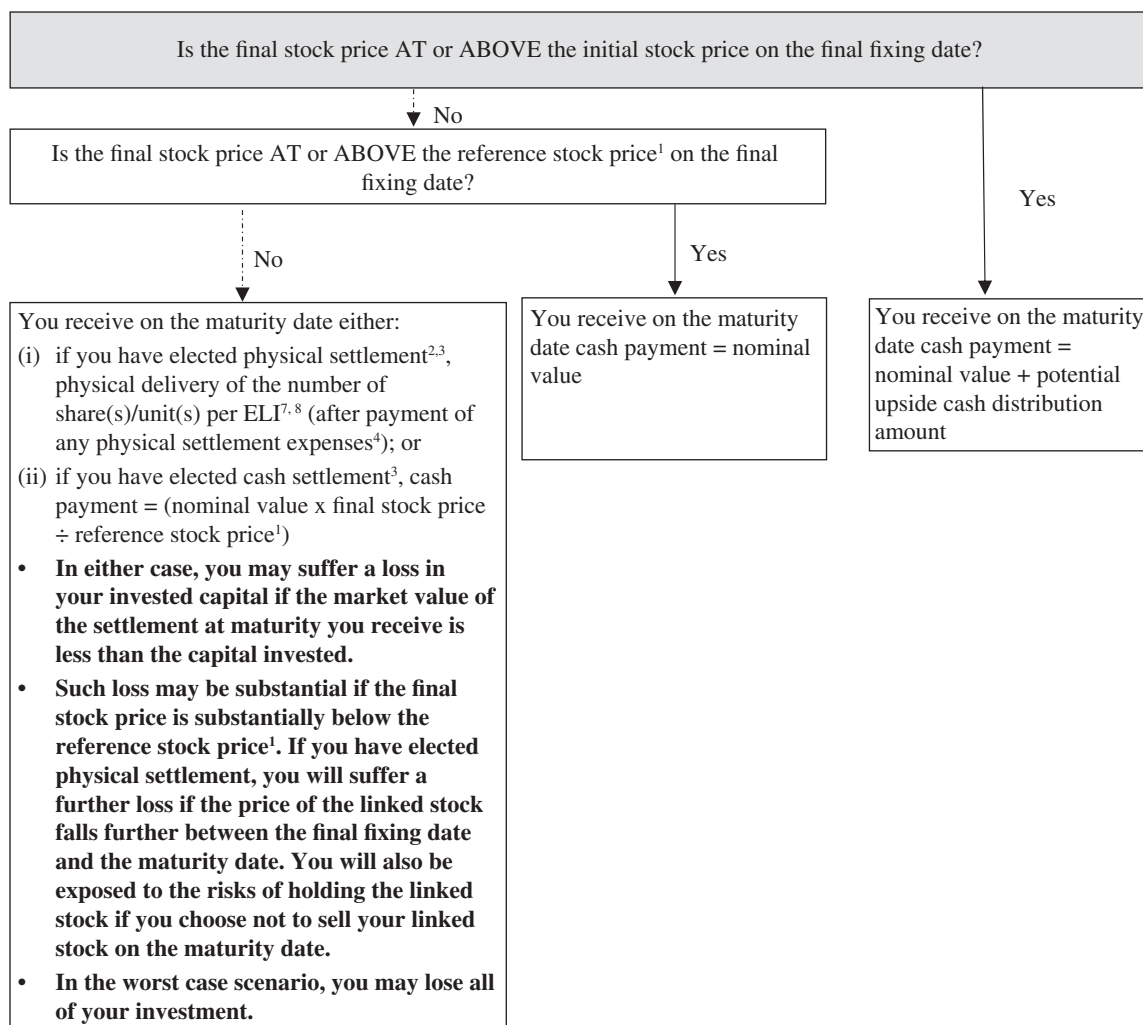 Is the final stock price AT or ABOVE the initial stock price on the final fixing date?
No
Is the final stock price AT or ABOVE the reference stock price¹ on the final
fixing date?
Yes
No
Yes
You receive on the maturity date either:
(i) if you have elected physical settlement²,³,
physical delivery of the number of
share(s)/unit(s) per ELI⁷, ⁸ (after payment of
any physical settlement expenses⁴); or
(ii) if you have elected cash settlement³, cash
payment = (nominal value x final stock price
÷ reference stock price¹)
• In either case, you may suffer a loss in
your invested capital if the market value of
the settlement at maturity you receive is
less than the capital invested.
• Such loss may be substantial if the final
stock price is substantially below the
reference stock price¹. If you have elected
physical settlement, you will suffer a
further loss if the price of the linked stock
falls further between the final fixing date
and the maturity date. You will also be
exposed to the risks of holding the linked
stock if you choose not to sell your linked
stock on the maturity date.
• In the worst case scenario, you may lose all
of your investment.
You receive on the maturity
date cash payment = nominal
value
You receive on the maturity
date cash payment =
nominal value + potential
upside cash distribution
amount